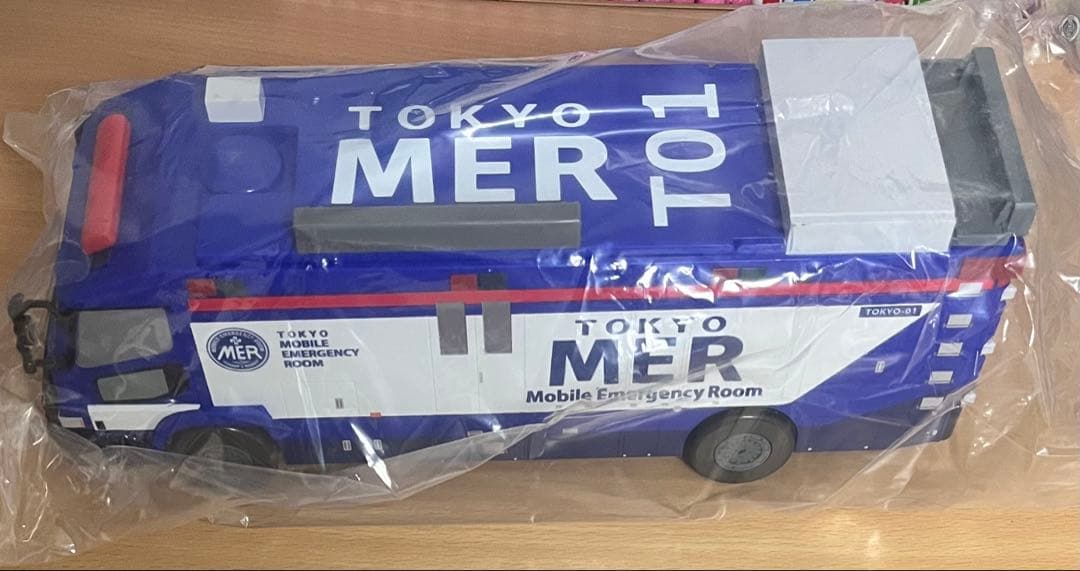 TOKYO
MER
T01
TOKYO
MOBILE
EMERGENCY
ROOM
MER
TOKYO
MER
Mobile Emergency Room
TOKYO-01